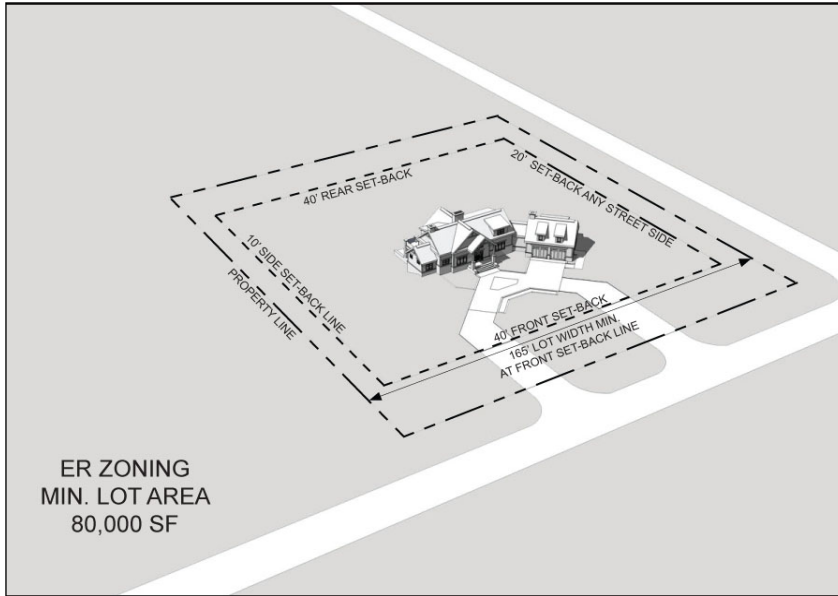 40' REAR SET-BACK
20' SET-BACK ANY STREET SIDE
10' SIDE SET-BACK LINE
PROPERTY LINE
40' FRONT SET-BACK
165' LOT WIDTH MIN.
AT FRONT SET-BACK LINE
ER ZONING
MIN. LOT AREA
80,000 SF